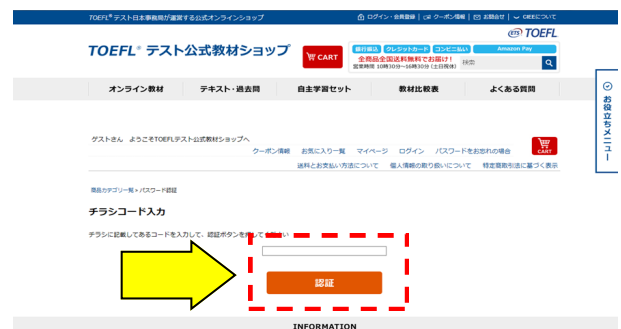 TOEFL® テスト日本事務局が運営する公式オンラインショップ
ログイン・会員登録 | クーポン情報 | お問合せ | CIEEについて
ets TOEFL
TOEFL® テスト公式教材ショップ
CART
銀行振込 クレジットカード コンビニ払い Amazon Pay
全商品全国送料無料でお届け!
営業時間 10時30分~16時30分(土日祝休)
検索
オンライン教材 テキスト・過去問 自主学習セット 教材比較表 よくある質問
お役立ちメニュー
ゲストさん ようこそTOEFLテスト公式教材ショップへ
クーポン情報 お気に入り一覧 マイページ ログイン パスワードをお忘れの場合
CART
送料とお支払い方法について 個人情報の取り扱いについて 特定商取引法に基づく表示
商品カテゴリ一覧 > パスワード認証
チラシコード入力
チラシに記載してあるコードを入力して、認証ボタンを押してください
認証
INFORMATION